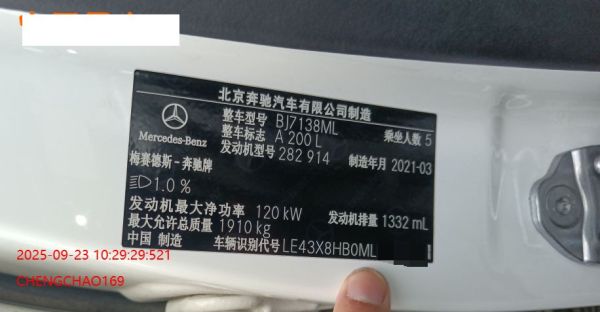 北京奔驰汽车有限公司制造
整车型号 BJ7138ML 乘坐人数 5
整车标志 A 200 L
发动机型号 282 914 制造年月 2021-03
Mercedes-Benz
梅赛德斯-奔驰牌
1.0 %
发动机最大净功率 120 kW 发动机排量 1332 mL
最大允许总质量 1910 kg
中国 制造 车辆识别代号 LE43X8HB0ML
2025-09-23 10:29:29:521
CHENGCHAO169